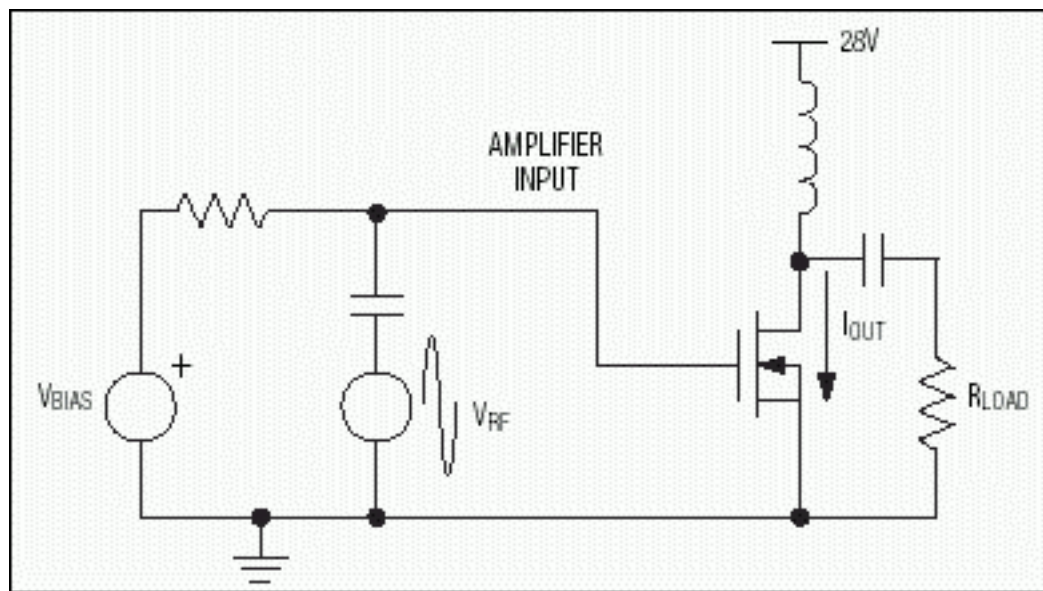 28V
AMPLIFIER
INPUT
IOUT
+
VBIAS
VRF
RLOAD